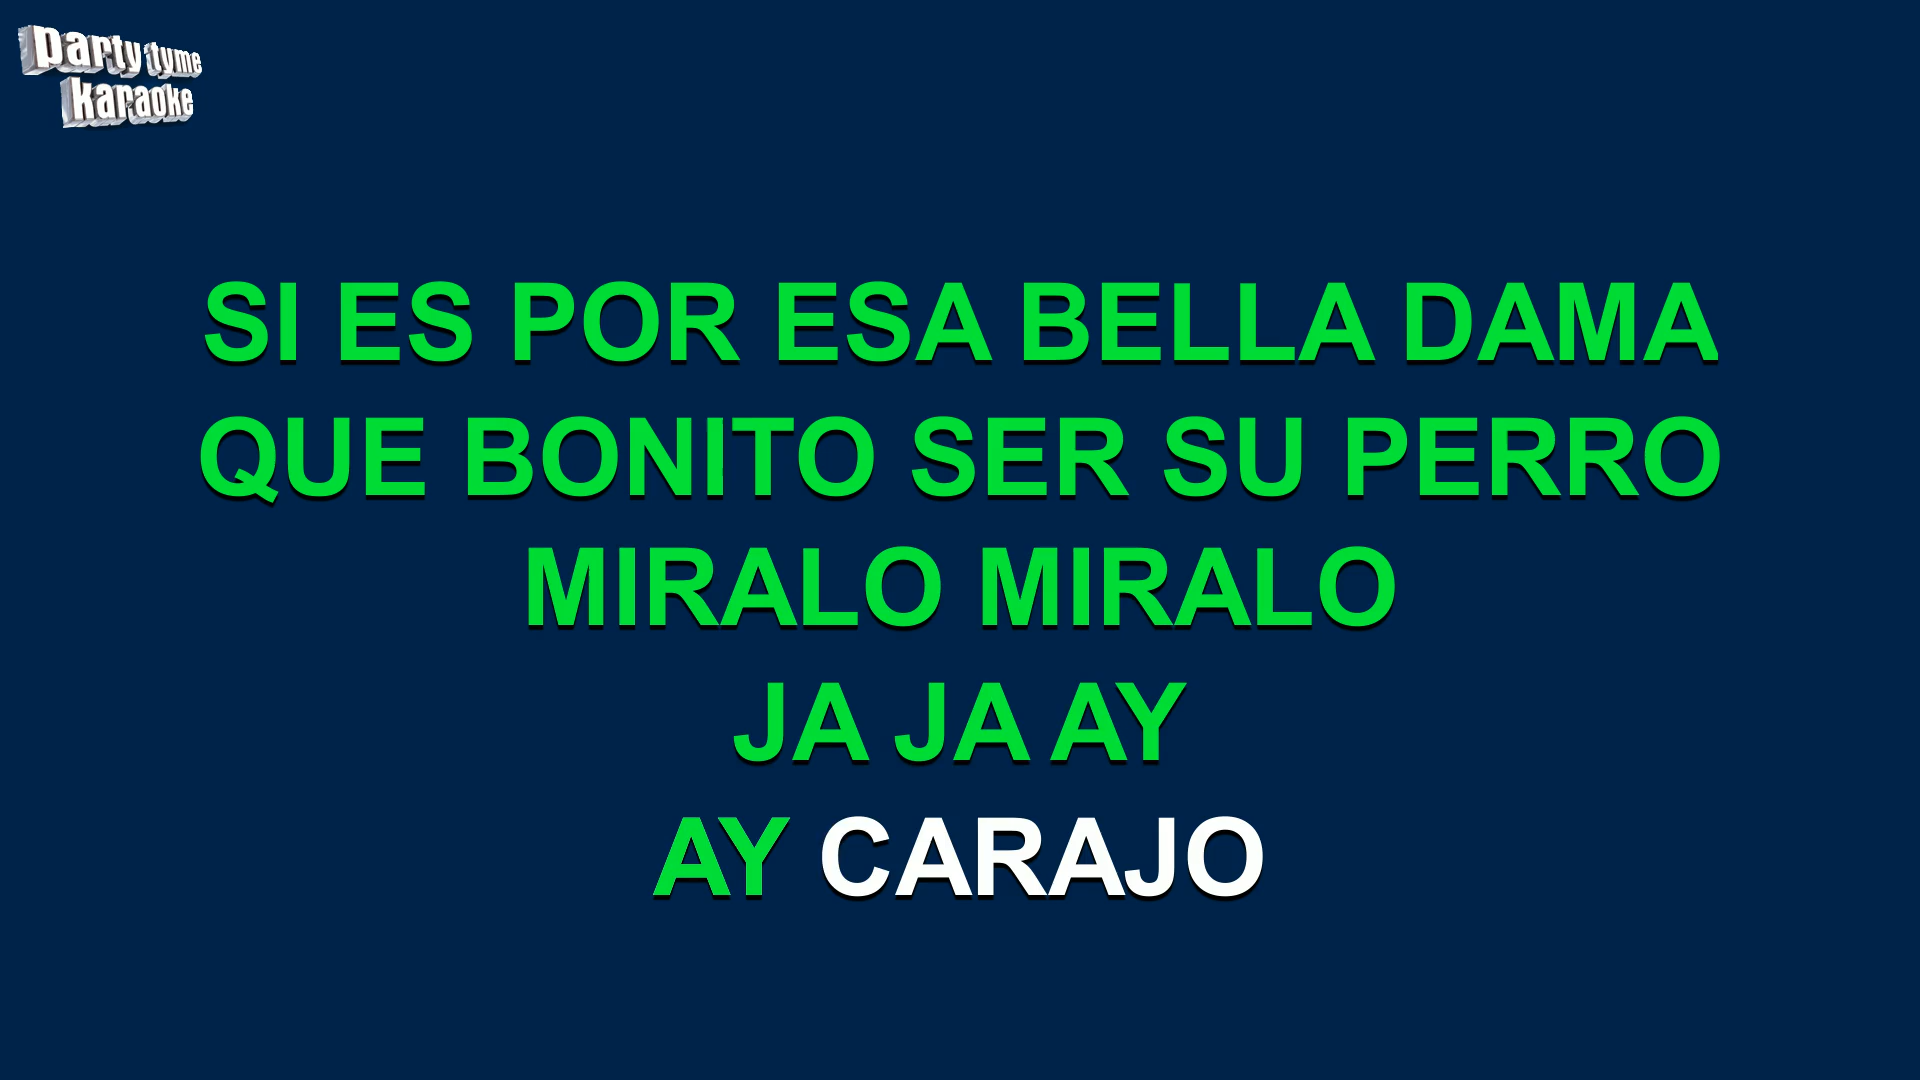 party tyme
karaoke
SI ES POR ESA BELLA DAMA
QUE BONITO SER SU PERRO
MIRALO MIRALO
JA JA AY
AY CARAJO